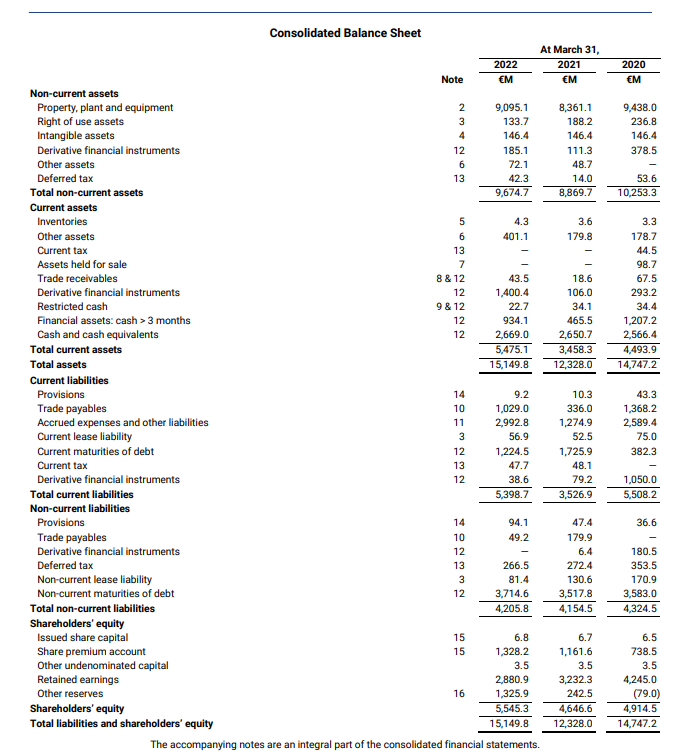 Consolidated Balance Sheet
At March 31,
2022 2021 2020
Note €M €M €M
Non-current assets
Property, plant and equipment 2 9,095.1 8,361.1 9,438.0
Right of use assets 3 133.7 188.2 236.8
Intangible assets 4 146.4 146.4 146.4
Derivative financial instruments 12 185.1 111.3 378.5
Other assets 6 72.1 48.7 —
Deferred tax 13 42.3 14.0 53.6
Total non-current assets 9,674.7 8,869.7 10,253.3
Current assets
Inventories 5 4.3 3.6 3.3
Other assets 6 401.1 179.8 178.7
Current tax 13 — — 44.5
Assets held for sale 7 — — 98.7
Trade receivables 8 & 12 43.5 18.6 67.5
Derivative financial instruments 12 1,400.4 106.0 293.2
Restricted cash 9 & 12 22.7 34.1 34.4
Financial assets: cash > 3 months 12 934.1 465.5 1,207.2
Cash and cash equivalents 12 2,669.0 2,650.7 2,566.4
Total current assets 5,475.1 3,458.3 4,493.9
Total assets 15,149.8 12,328.0 14,747.2
Current liabilities
Provisions 14 9.2 10.3 43.3
Trade payables 10 1,029.0 336.0 1,368.2
Accrued expenses and other liabilities 11 2,992.8 1,274.9 2,589.4
Current lease liability 3 56.9 52.5 75.0
Current maturities of debt 12 1,224.5 1,725.9 382.3
Current tax 13 47.7 48.1 —
Derivative financial instruments 12 38.6 79.2 1,050.0
Total current liabilities 5,398.7 3,526.9 5,508.2
Non-current liabilities
Provisions 14 94.1 47.4 36.6
Trade payables 10 49.2 179.9 —
Derivative financial instruments 12 — 6.4 180.5
Deferred tax 13 266.5 272.4 353.5
Non-current lease liability 3 81.4 130.6 170.9
Non-current maturities of debt 12 3,714.6 3,517.8 3,583.0
Total non-current liabilities 4,205.8 4,154.5 4,324.5
Shareholders' equity
Issued share capital 15 6.8 6.7 6.5
Share premium account 15 1,328.2 1,161.6 738.5
Other undenominated capital 3.5 3.5 3.5
Retained earnings 2,880.9 3,232.3 4,245.0
Other reserves 16 1,325.9 242.5 (79.0)
Shareholders' equity 5,545.3 4,646.6 4,914.5
Total liabilities and shareholders' equity 15,149.8 12,328.0 14,747.2
The accompanying notes are an integral part of the consolidated financial statements.